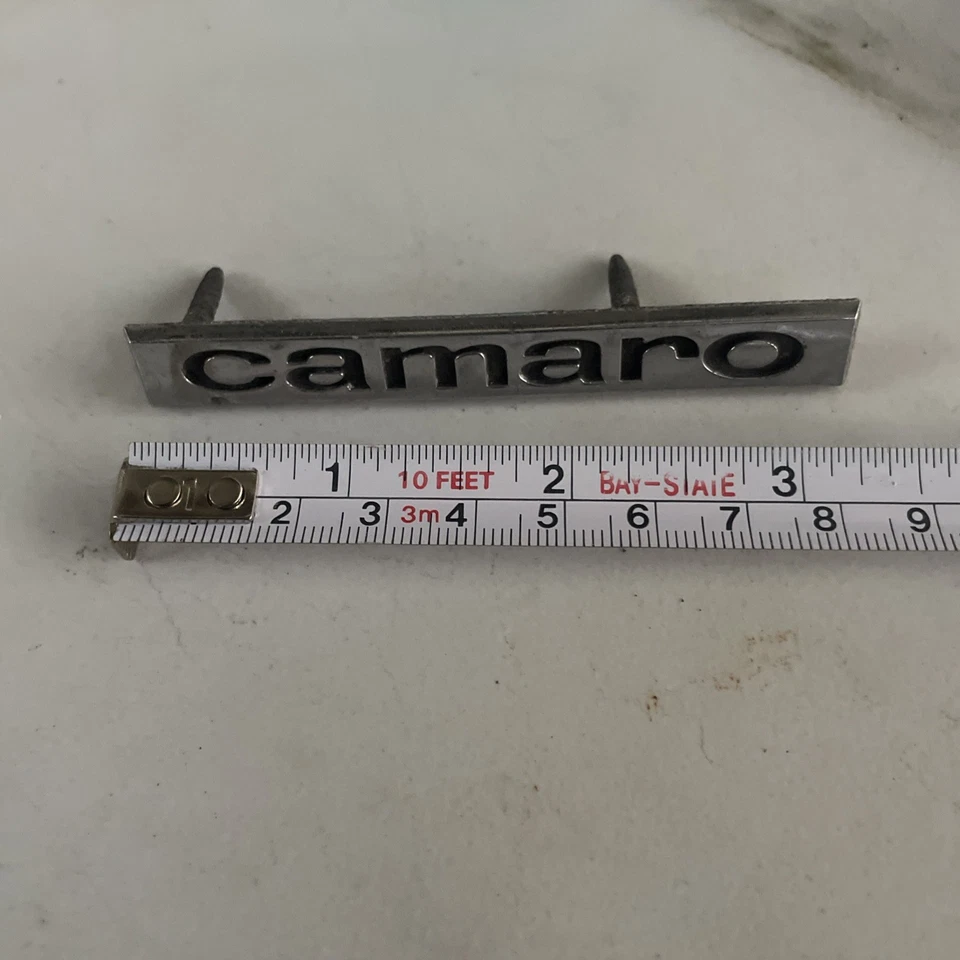 camaro
1 10 FEET 2 BAY-STATE 3
2 3 3m 4 5 6 7 8 9